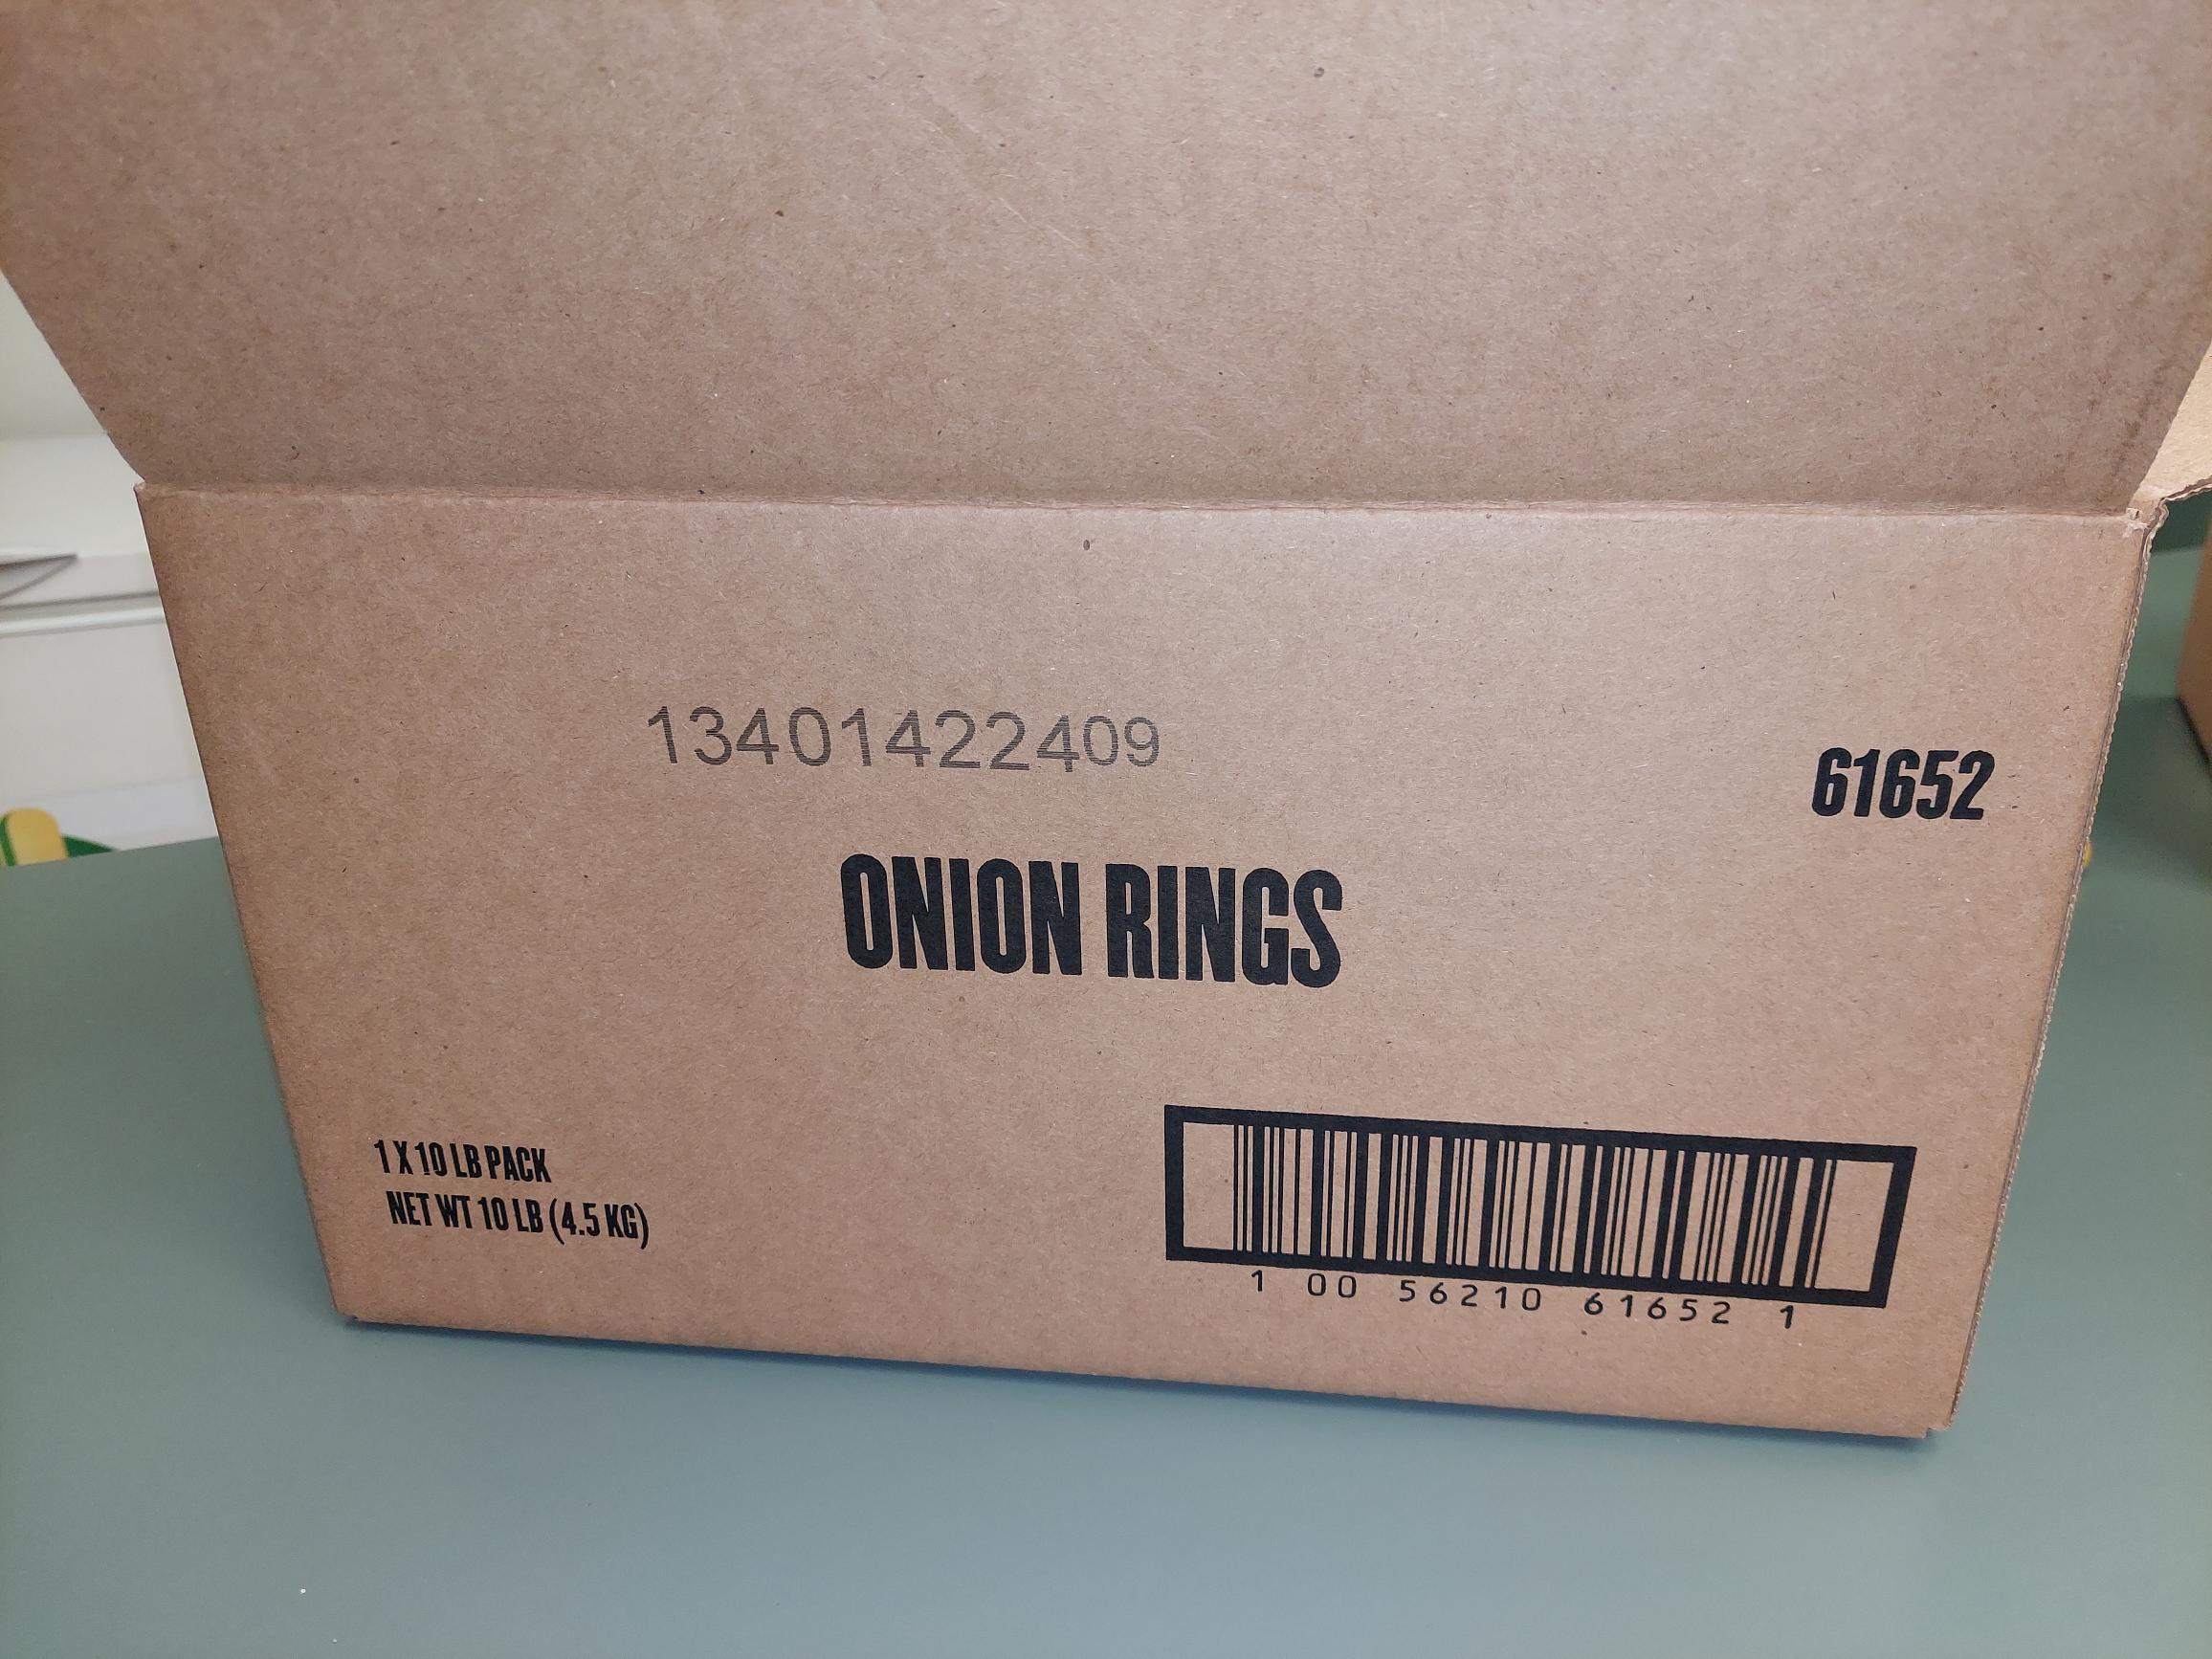 13401422409
61652
ONION RINGS
1 X 10 LB PACK
NET WT 10 LB (4.5 KG)
1 00 56210 61652 1